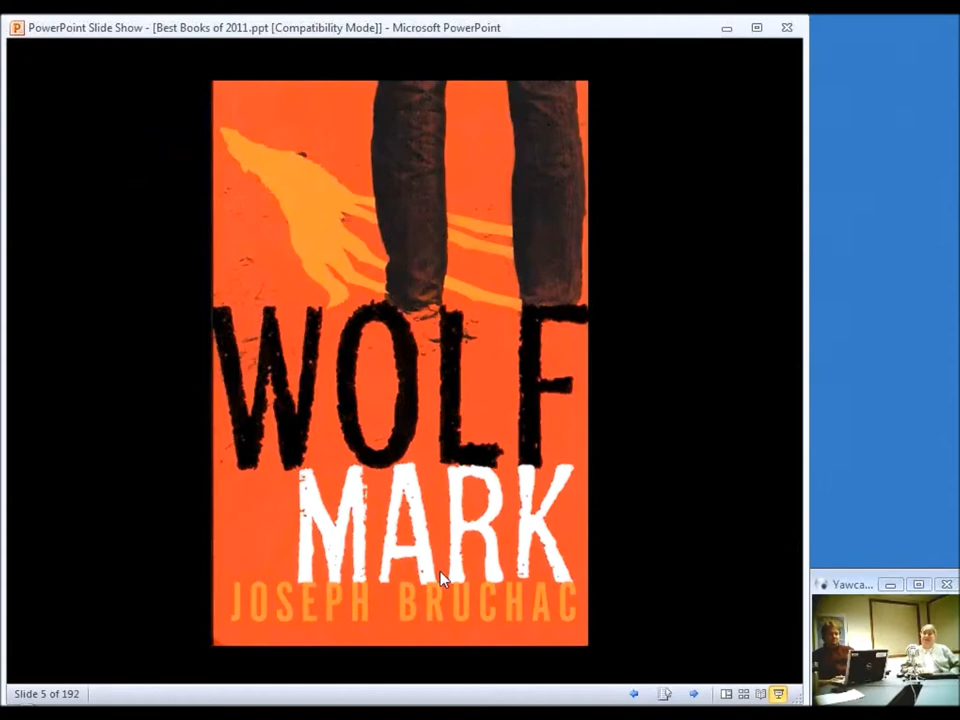 PowerPoint Slide Show - [Best Books of 2011.ppt [Compatibility Mode]] - Microsoft PowerPoint
WOLF
MARK
JOSEPH BRUCHAC
Yawca...
Slide 5 of 192